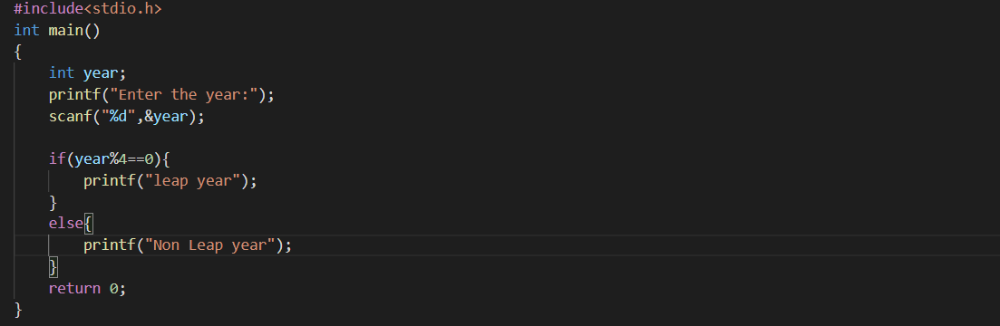 #include<stdio.h>
int main()
{
    int year;
    printf("Enter the year:");
    scanf("%d",&year);

    if(year%4==0){
        printf("leap year");
    }
    else{
        printf("Non Leap year");
    }
    return 0;
}